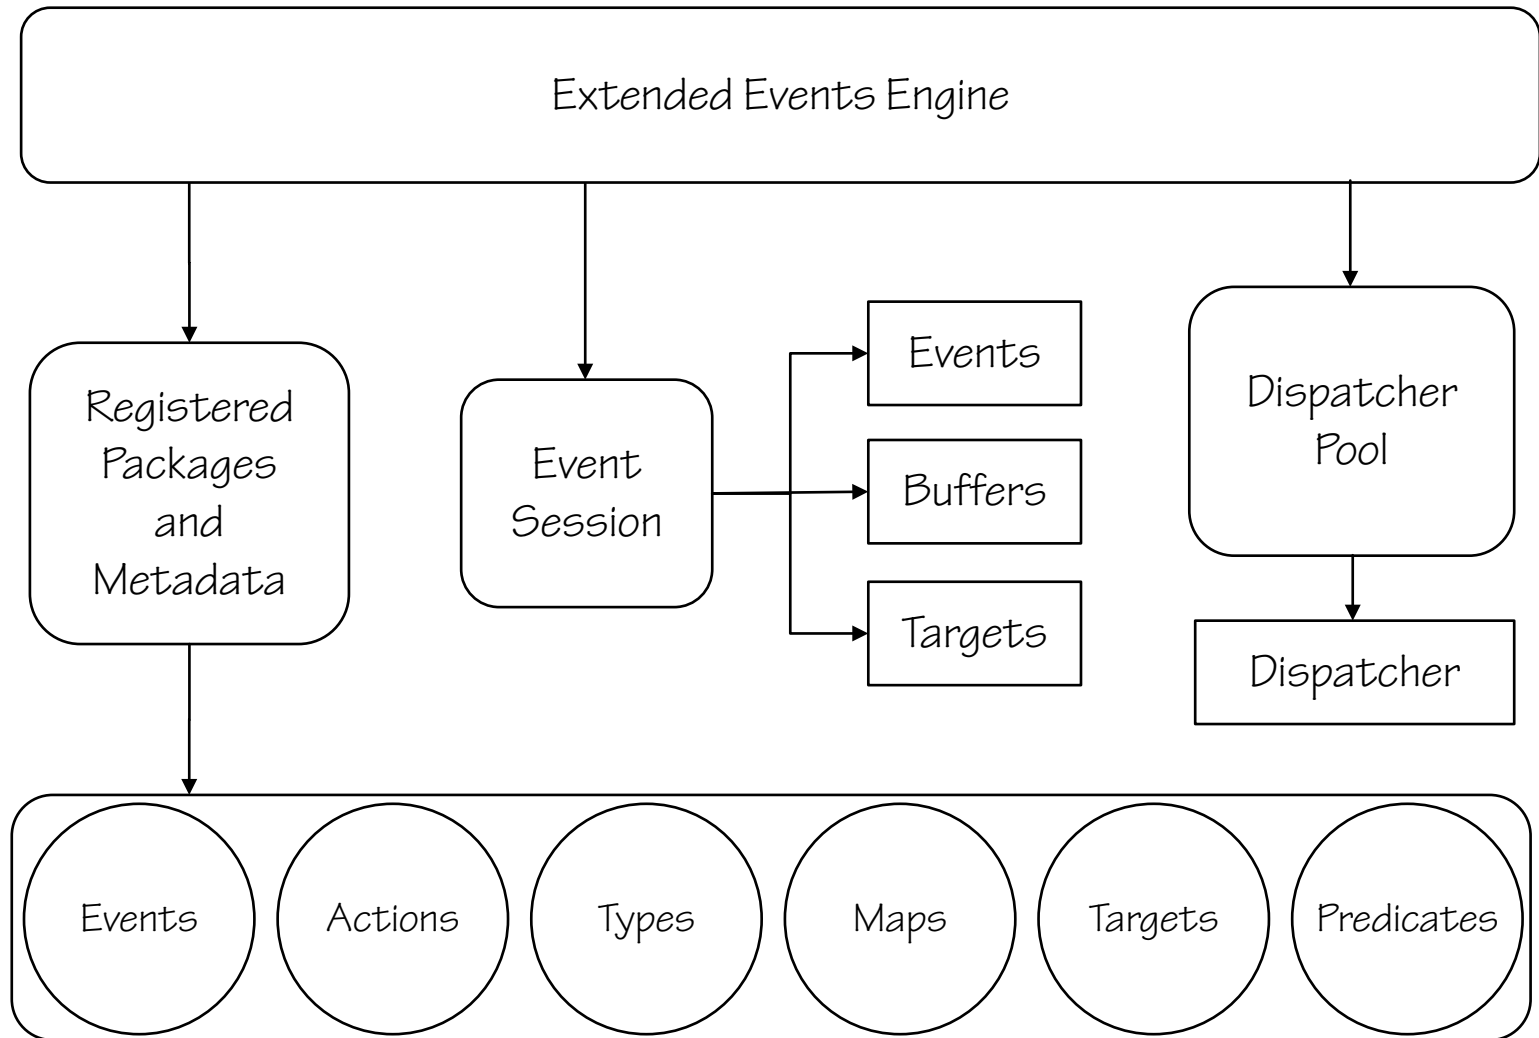 Extended Events Engine
Registered
Packages
and
Metadata
Event
Session
Events
Buffers
Targets
Dispatcher
Pool
Dispatcher
Events
Actions
Types
Maps
Targets
Predicates